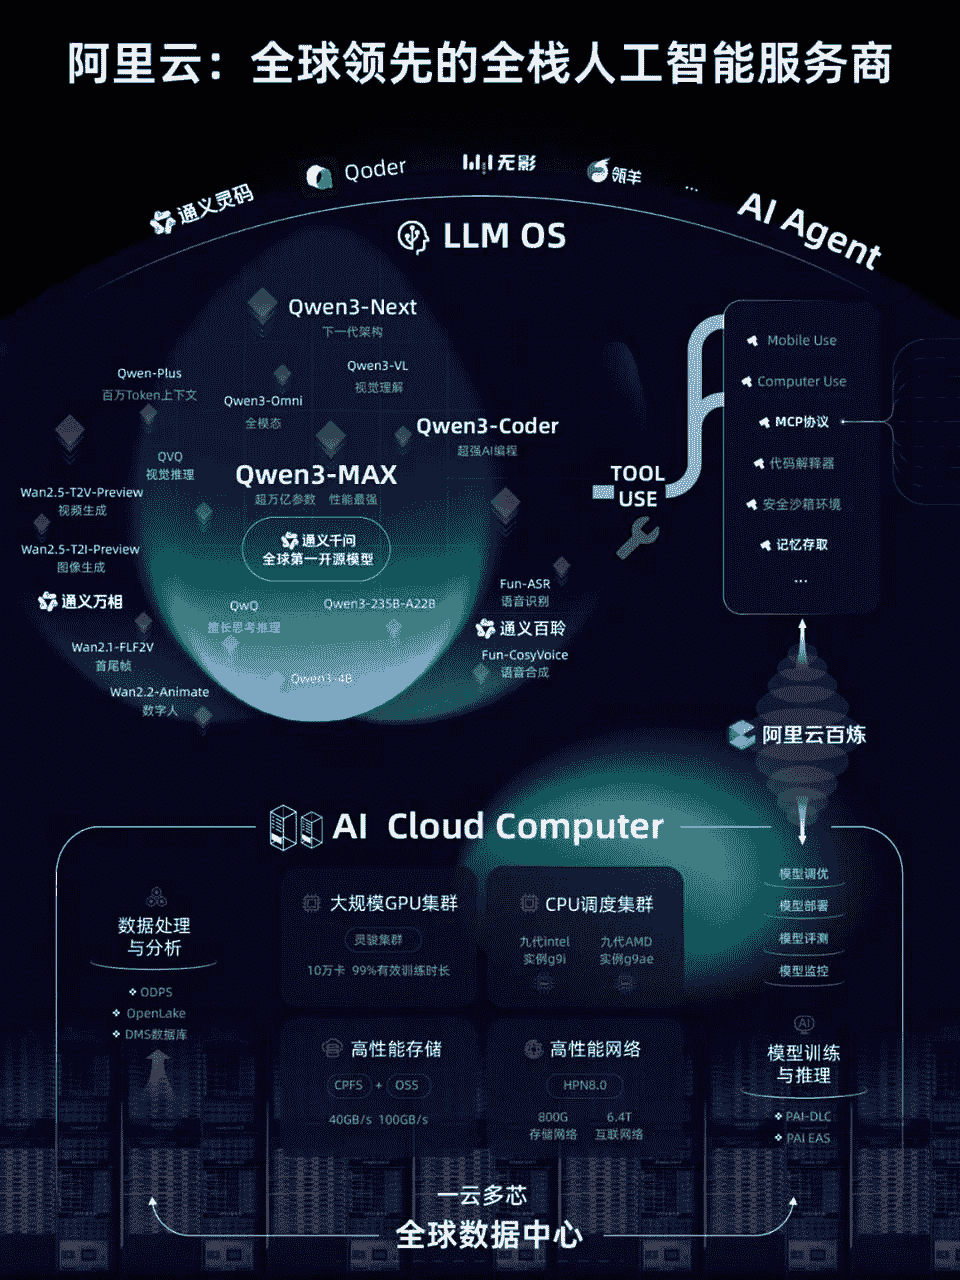 阿里云：全球领先的全栈人工智能服务商
通义灵码
Qoder
无影
瓴羊
...
AI Agent
LLM OS
Qwen3-Next
下一代架构
Qwen-Plus
百万Token上下文
Qwen3-VL
视觉理解
Qwen3-Omni
全模态
Qwen3-Coder
超强AI编程
QVQ
视觉推理
Qwen3-MAX
超万亿参数 性能最强
通义千问
全球第一开源模型
Wan2.5-T2V-Preview
视频生成
Wan2.5-T2I-Preview
图像生成
通义万相
Wan2.1-FLF2V
首尾帧
Wan2.2-Animate
数字人
QwQ
擅长思考推理
Qwen3-235B-A22B
Qwen3-4B
Fun-ASR
语音识别
通义百聆
Fun-CosyVoice
语音合成
TOOL
USE
Mobile Use
Computer Use
MCP协议
代码解释器
安全沙箱环境
记忆存取
...
阿里云百炼
AI Cloud Computer
数据处理
与分析
ODPS
OpenLake
DMS数据库
大规模GPU集群
灵骏集群
10万卡 99%有效训练时长
CPU调度集群
九代intel
实例g9i
九代AMD
实例g9ae
高性能存储
CPFS + OSS
40GB/s 100GB/s
高性能网络
HPN8.0
800G
存储网络
6.4T
互联网络
模型调优
模型部署
模型评测
模型监控
AI
模型训练
与推理
PAI-DLC
PAI EAS
一云多芯
全球数据中心